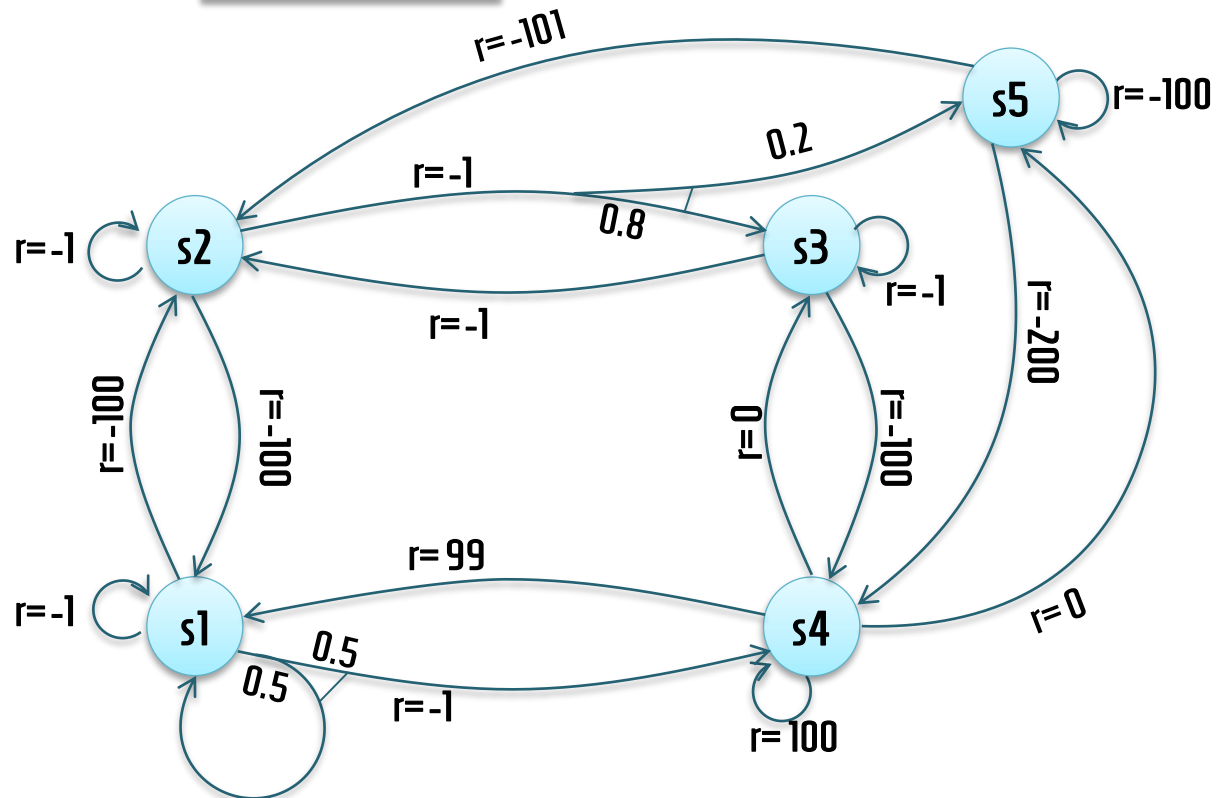 r= -101
s5
r= -100
0.2
r= -1
0.8
s2
r= -1
s3
r= -1
r= -1
r= -200
r= -100
r= -100
r= 0
r= -100
r= 99
r= -1
s1
0.5
0.5
r= -1
s4
r= 0
r= 100